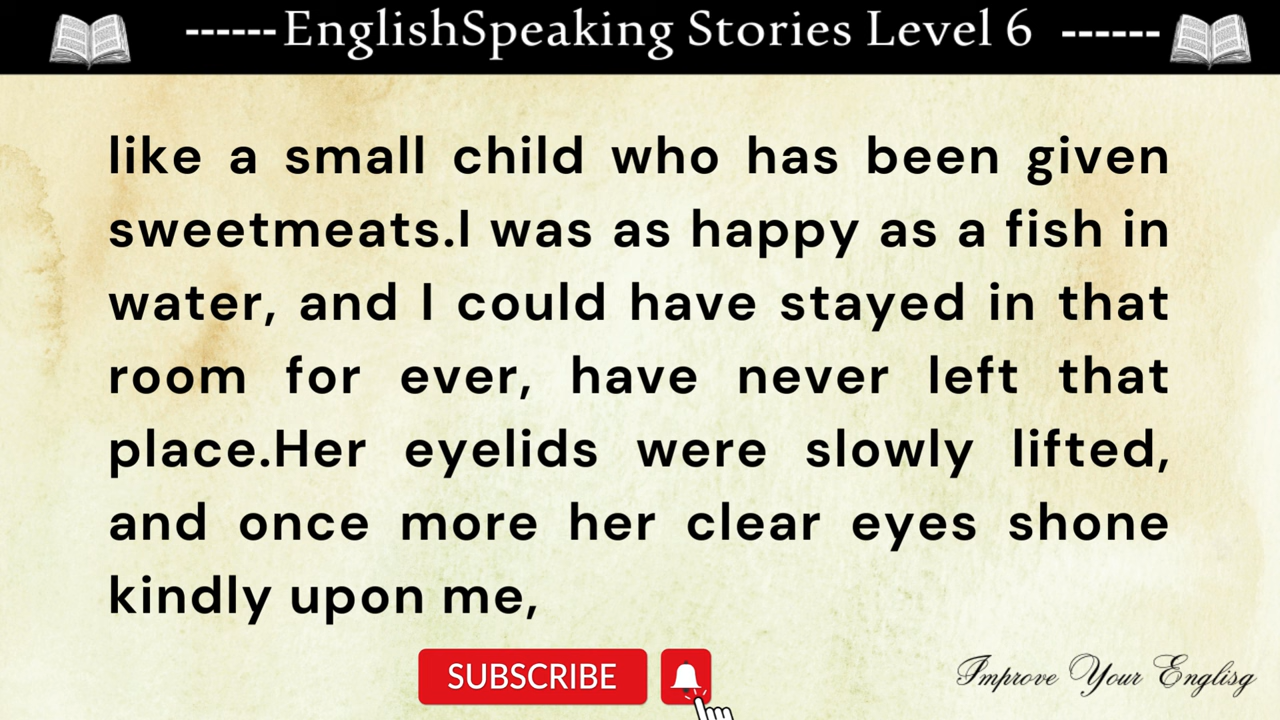 ------EnglishSpeaking Stories Level 6 ------
like a small child who has been given
sweetmeats.I was as happy as a fish in
water, and I could have stayed in that
room for ever, have never left that
place.Her eyelids were slowly lifted,
and once more her clear eyes shone
kindly upon me,
SUBSCRIBE
Improve Your Englisg